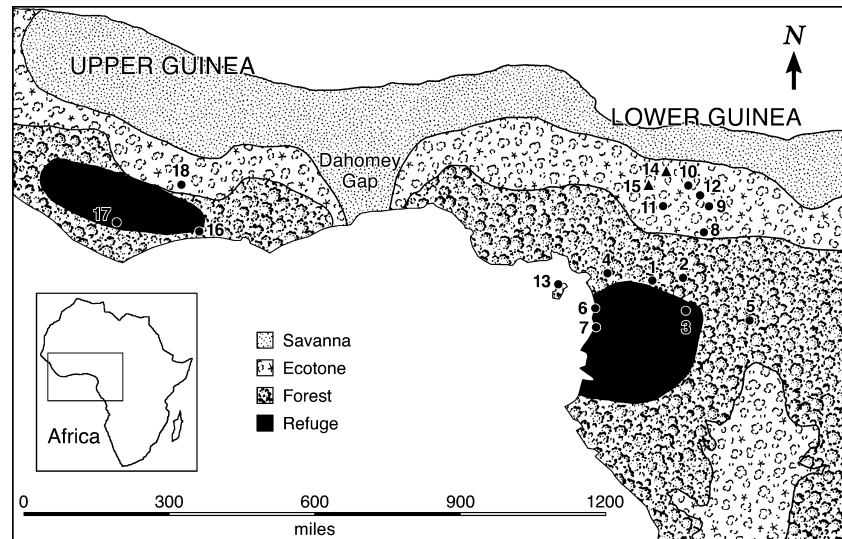 N
UPPER GUINEA
LOWER GUINEA
Dahomey
Gap
18
14
10
15
12
11
9
17
16
8
4
1
2
13
6
3
5
7
Savanna
Ecotone
Forest
Refuge
Africa
0
300
600
900
1200
miles